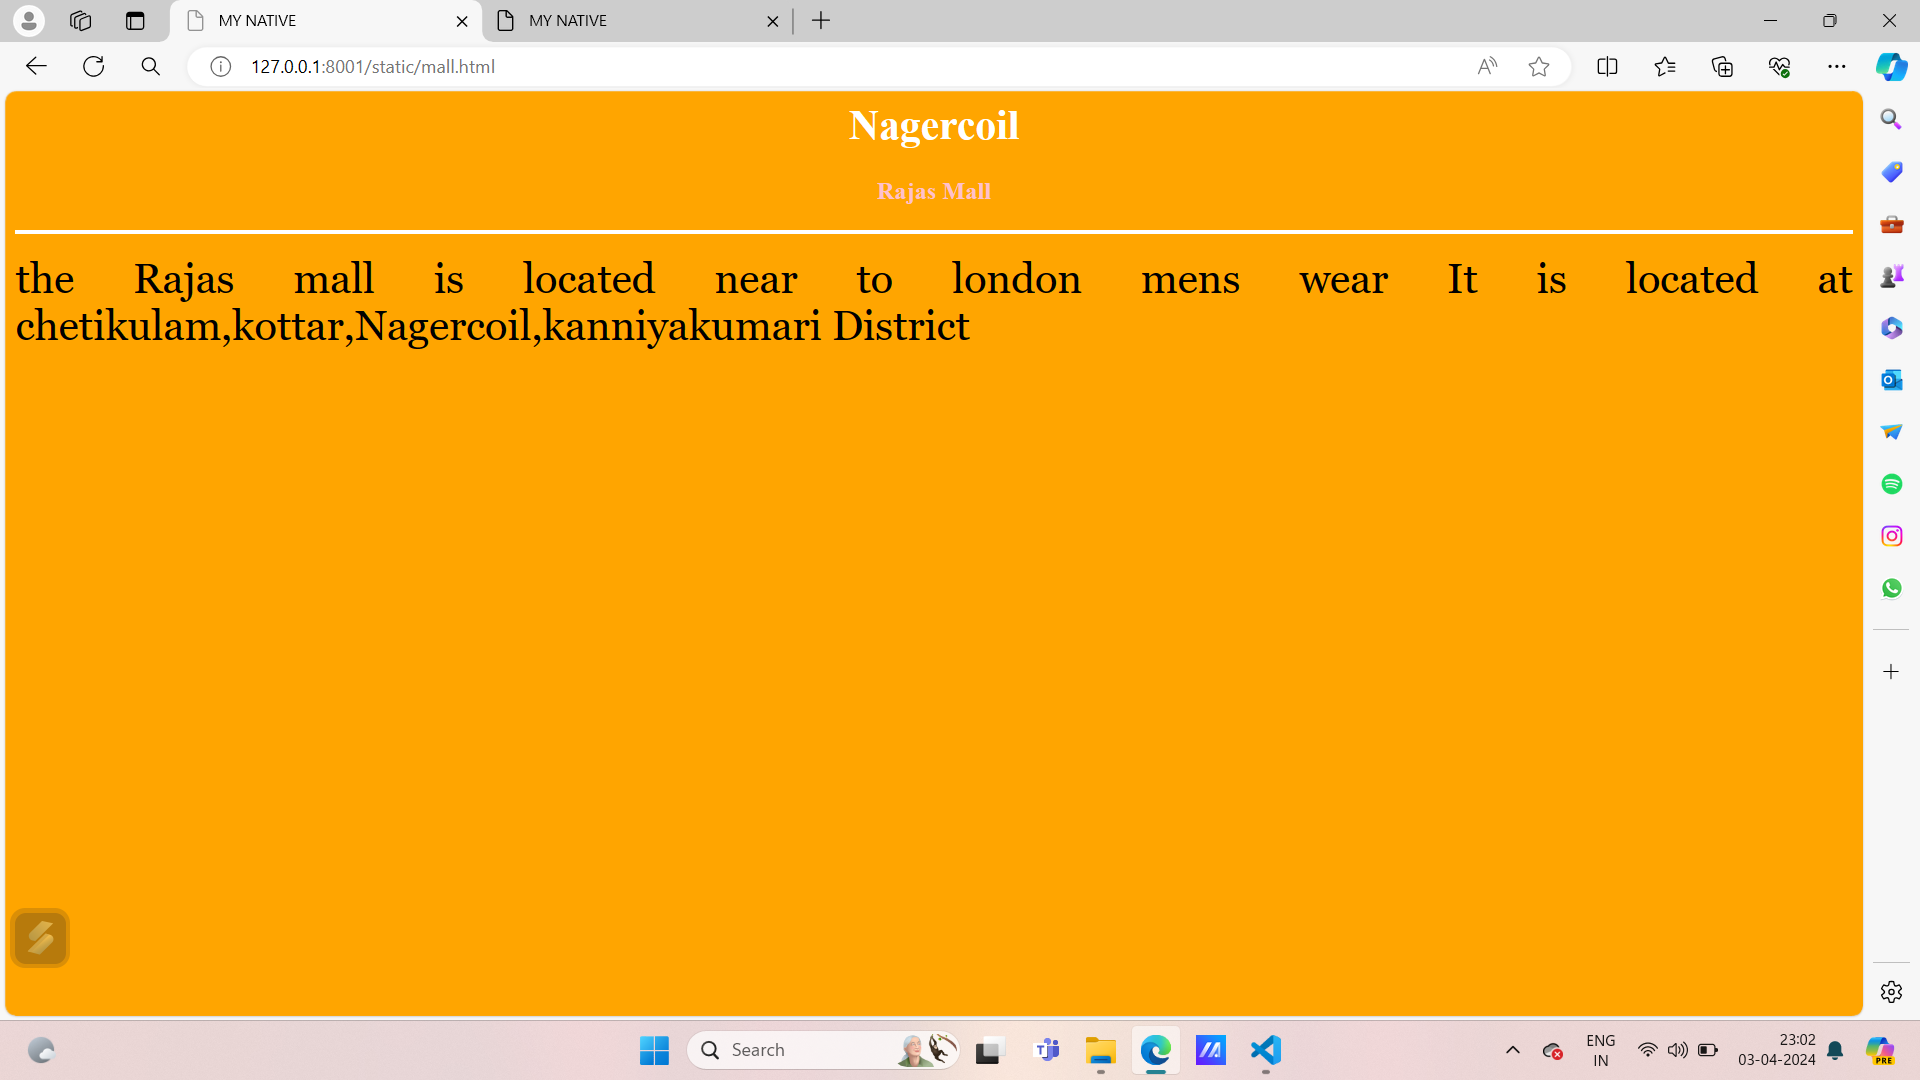 MY NATIVE
MY NATIVE
127.0.0.1:8001/static/mall.html
Nagercoil
Rajas Mall
the Rajas mall is located near to london mens wear It is located at
chetikulam,kottar,Nagercoil,kanniyakumari District
Search
ENG
IN
23:02
03-04-2024
PRE